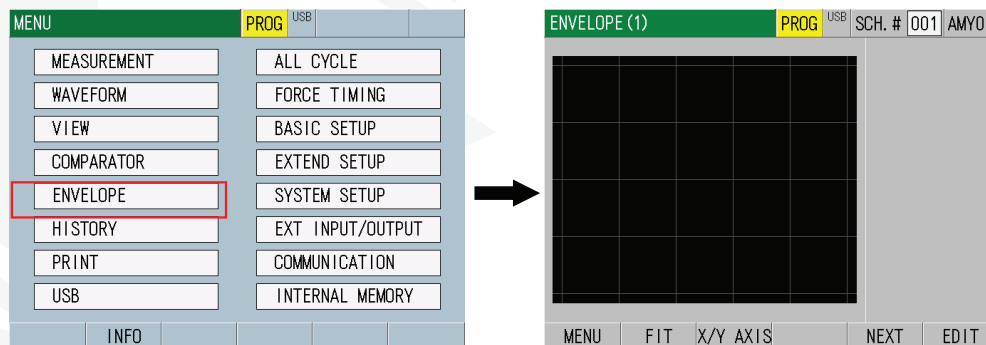 MENU PROG USB
MEASUREMENT ALL CYCLE
WAVEFORM FORCE TIMING
VIEW BASIC SETUP
COMPARATOR EXTEND SETUP
ENVELOPE SYSTEM SETUP
HISTORY EXT INPUT/OUTPUT
PRINT COMMUNICATION
USB INTERNAL MEMORY
INFO
ENVELOPE (1) PROG USB SCH. # 001 AMYO
MENU FIT X/Y AXIS NEXT EDIT